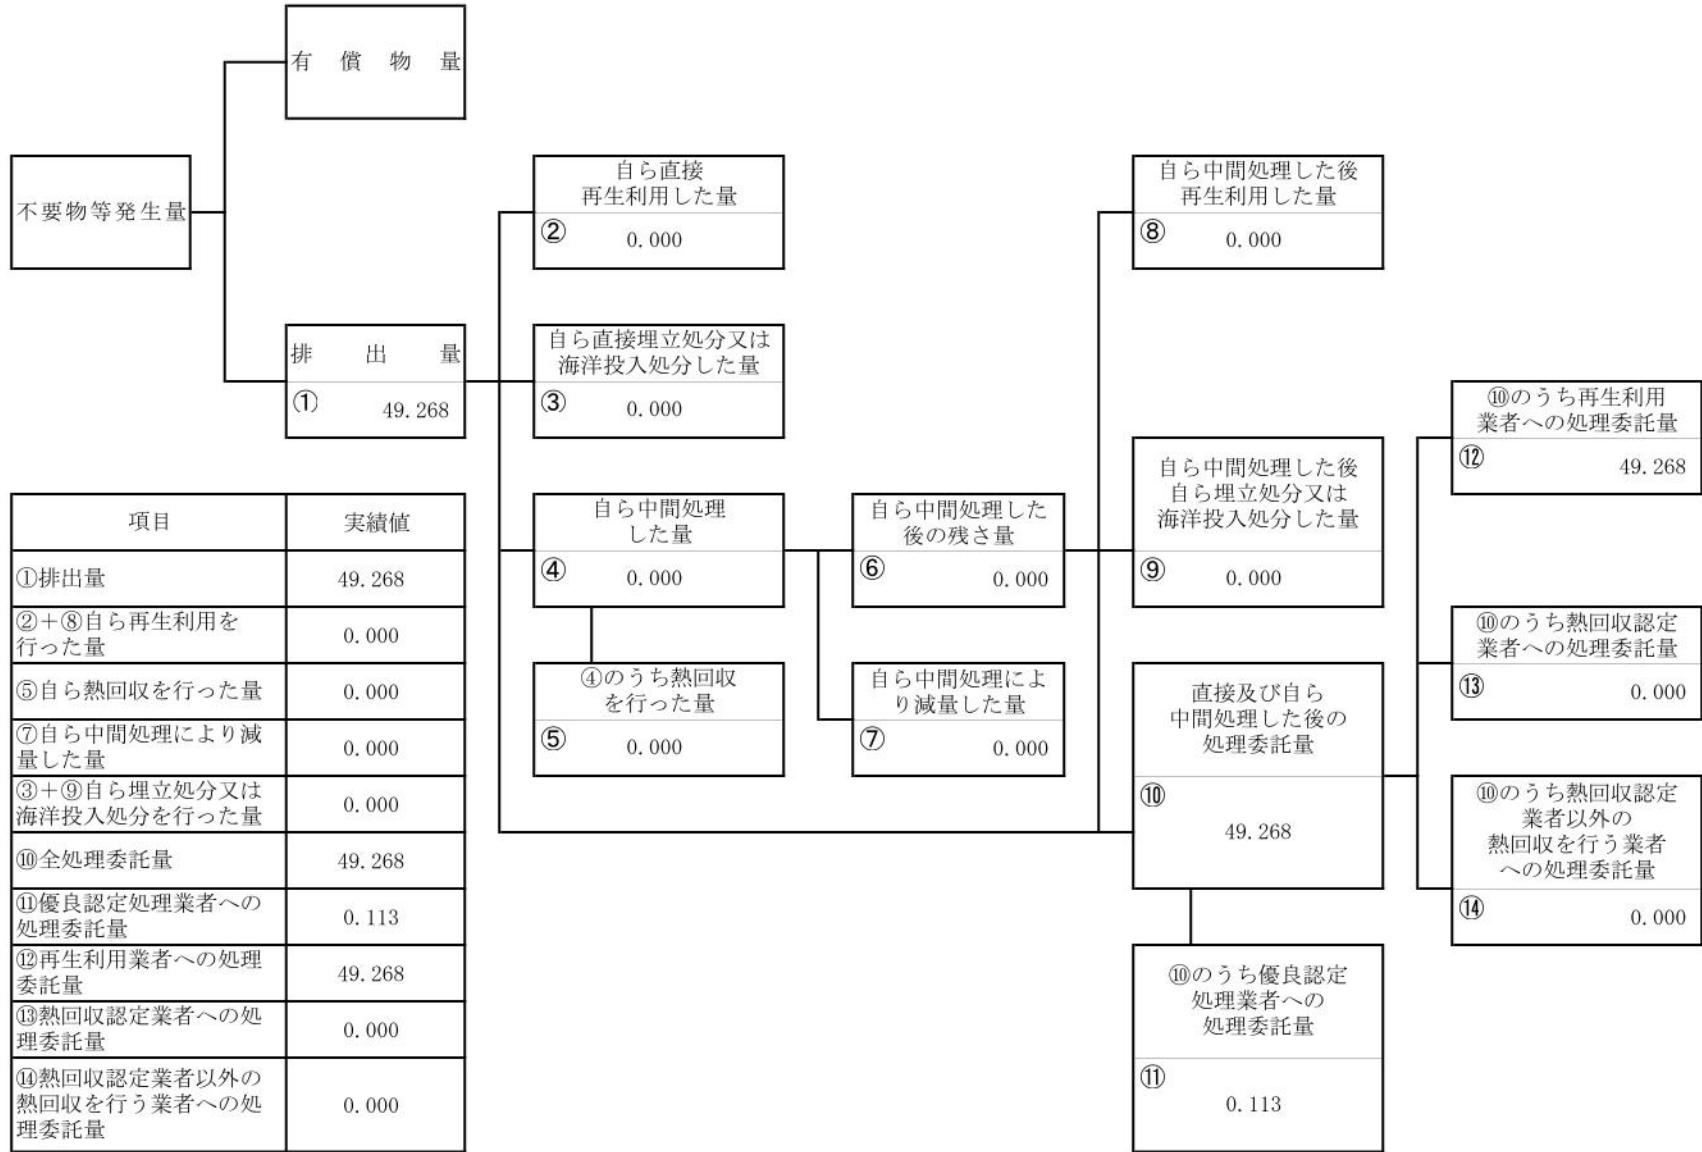 有償物量
不要物等発生量
排出量
① 49.268
自ら直接
再生利用した量
② 0.000
自ら直接埋立処分又は
海洋投入処分した量
③ 0.000
自ら中間処理
した量
④ 0.000
④のうち熱回収
を行った量
⑤ 0.000
自ら中間処理した
後の残さ量
⑥ 0.000
自ら中間処理によ
り減量した量
⑦ 0.000
自ら中間処理した後
再生利用した量
⑧ 0.000
自ら中間処理した後
自ら埋立処分又は
海洋投入処分した量
⑨ 0.000
直接及び自ら
中間処理した後の
処理委託量
⑩
49.268
⑩のうち優良認定
処理業者への
処理委託量
⑪
0.113
⑩のうち再生利用
業者への処理委託量
⑫ 49.268
⑩のうち熱回収認定
業者への処理委託量
⑬ 0.000
⑩のうち熱回収認定
業者以外の
熱回収を行う業者
への処理委託量
⑭ 0.000
項目 実績値
①排出量 49.268
②+⑧自ら再生利用を
行った量 0.000
⑤自ら熱回収を行った量 0.000
⑦自ら中間処理により減
量した量 0.000
③+⑨自ら埋立処分又は
海洋投入処分を行った量 0.000
⑩全処理委託量 49.268
⑪優良認定処理業者への
処理委託量 0.113
⑫再生利用業者への処理
委託量 49.268
⑬熱回収認定業者への処
理委託量 0.000
⑭熱回収認定業者以外の
熱回収を行う業者への処
理委託量 0.000